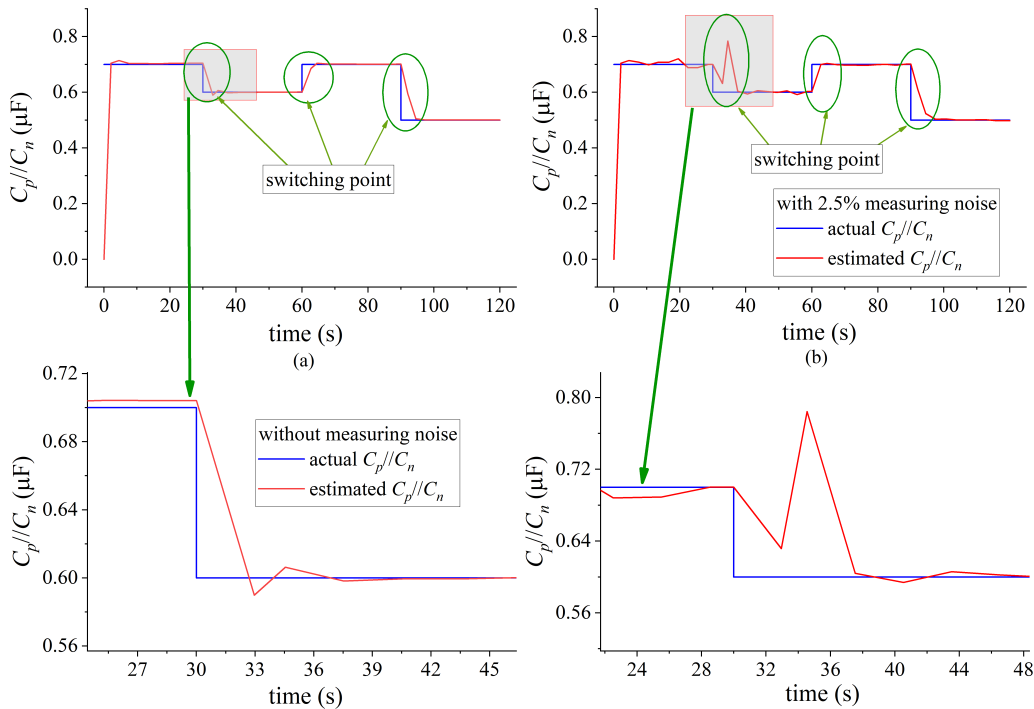 0.8
0.6
0.4
0.2
0.0
Cp//Cn (μF)
switching point
0 20 40 60 80 100 120
time (s)
(a)
0.8
0.6
0.4
0.2
0.0
Cp//Cn (μF)
switching point
with 2.5% measuring noise
actual Cp//Cn
estimated Cp//Cn
0 20 40 60 80 100 120
time (s)
(b)
0.72
0.68
0.64
0.60
0.56
Cp//Cn (μF)
without measuring noise
actual Cp//Cn
estimated Cp//Cn
27 30 33 36 39 42 45
time (s)
0.80
0.72
0.64
0.56
Cp//Cn (μF)
24 28 32 36 40 44 48
time (s)